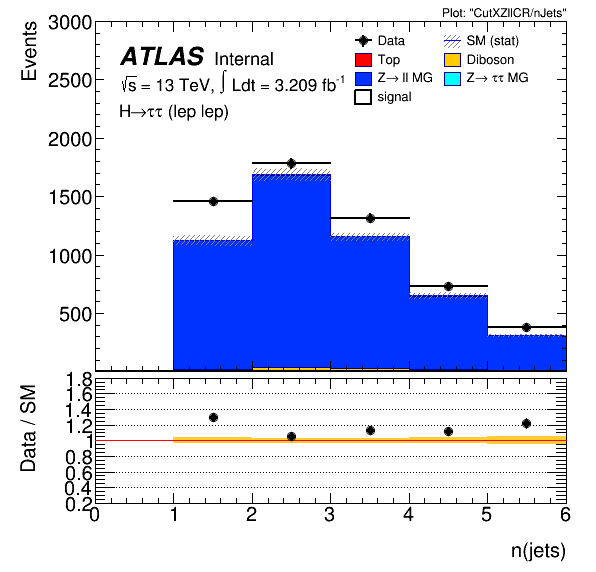 Plot: "CutXZllCR/nJets"
Events
3000
2500
2000
1500
1000
500
ATLAS Internal
√s = 13 TeV, ∫ Ldt = 3.209 fb⁻¹
H→ττ (lep lep)
Data
SM (stat)
Top
Diboson
Z→ ll MG
Z→ ττ MG
signal
Data / SM
1.8
1.6
1.4
1.2
1
0.8
0.6
0.4
0.2
0 1 2 3 4 5 6
n(jets)